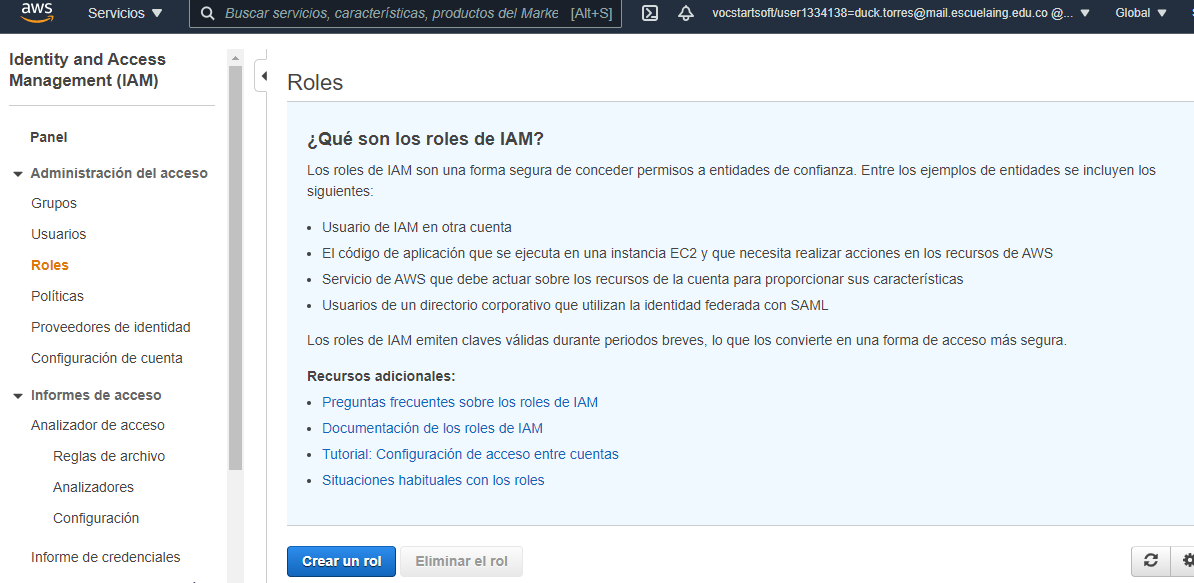 aws
Servicios
Buscar servicios, características, productos del Marke
[Alt+S]
vocstartsoft/user1334138=duck.torres@mail.escuelaing.edu.co @...
Global
Identity and Access
Management (IAM)
Panel
Administración del acceso
Grupos
Usuarios
Roles
Políticas
Proveedores de identidad
Configuración de cuenta
Informes de acceso
Analizador de acceso
Reglas de archivo
Analizadores
Configuración
Informe de credenciales
Roles
¿Qué son los roles de IAM?
Los roles de IAM son una forma segura de conceder permisos a entidades de confianza. Entre los ejemplos de entidades se incluyen los
siguientes:
Usuario de IAM en otra cuenta
El código de aplicación que se ejecuta en una instancia EC2 y que necesita realizar acciones en los recursos de AWS
Servicio de AWS que debe actuar sobre los recursos de la cuenta para proporcionar sus características
Usuarios de un directorio corporativo que utilizan la identidad federada con SAML
Los roles de IAM emiten claves válidas durante periodos breves, lo que los convierte en una forma de acceso más segura.
Recursos adicionales:
Preguntas frecuentes sobre los roles de IAM
Documentación de los roles de IAM
Tutorial: Configuración de acceso entre cuentas
Situaciones habituales con los roles
Crear un rol
Eliminar el rol